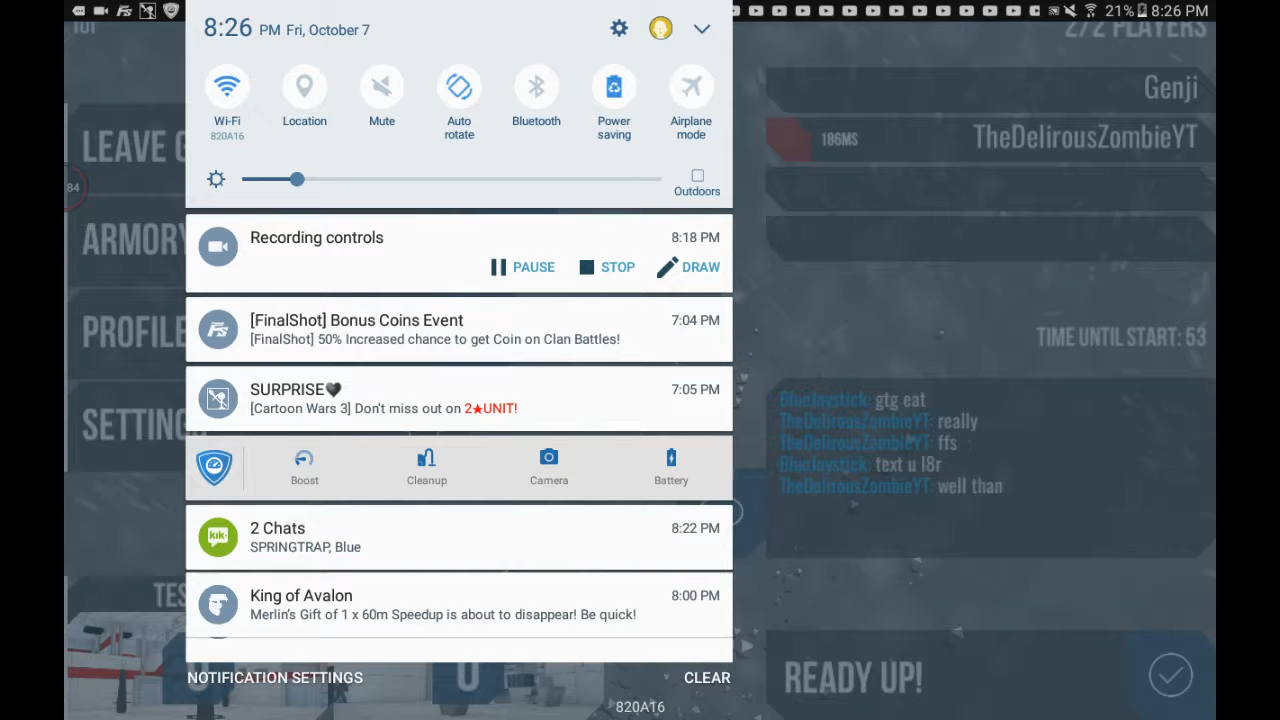 21% 8:26 PM
8:26 PM Fri, October 7
Wi-Fi
820A16
Location
Mute
Auto rotate
Bluetooth
Power saving
Airplane mode
Outdoors
Recording controls 8:18 PM
PAUSE STOP DRAW
[FinalShot] Bonus Coins Event 7:04 PM
[FinalShot] 50% Increased chance to get Coin on Clan Battles!
SURPRISE🖤 7:05 PM
[Cartoon Wars 3] Don't miss out on 2★UNIT!
Boost Cleanup Camera Battery
kik
2 Chats 8:22 PM
SPRINGTRAP, Blue
King of Avalon 8:00 PM
Merlin's Gift of 1 x 60m Speedup is about to disappear! Be quick!
NOTIFICATION SETTINGS CLEAR
820A16
LEAVE G
84
ARMORY
PROFILE
SETTING
TES
2/2 PLAYERS
Genji
186MS TheDelirousZombieYT
TIME UNTIL START: 53
BlueJoystick: gtg eat
TheDelirousZombieYT: really
TheDelirousZombieYT: ffs
BlueJoystick: text u l8r
TheDelirousZombieYT: well than
READY UP!